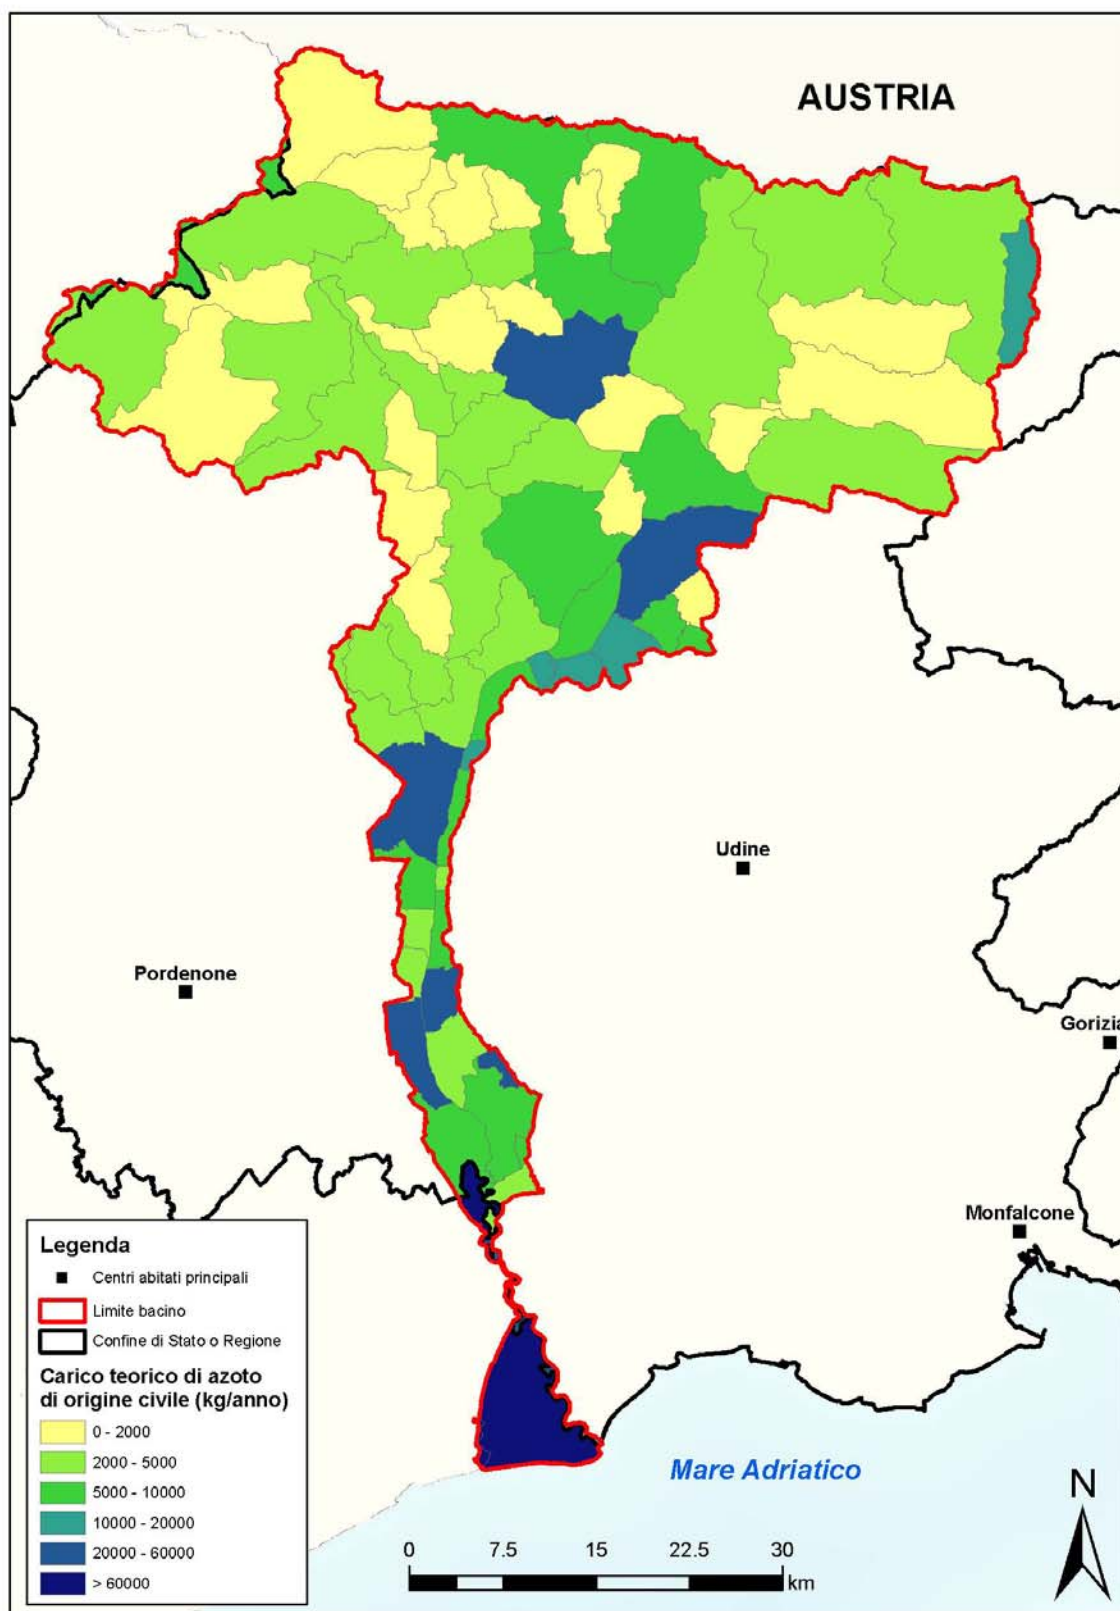 AUSTRIA
Udine
Pordenone
Gorizia
Monfalcone
Legenda
Centri abitati principali
Limite bacino
Confine di Stato o Regione
Carico teorico di azoto
di origine civile (kg/anno)
0 - 2000
2000 - 5000
5000 - 10000
10000 - 20000
20000 - 60000
> 60000
Mare Adriatico
N
0 7.5 15 22.5 30
km